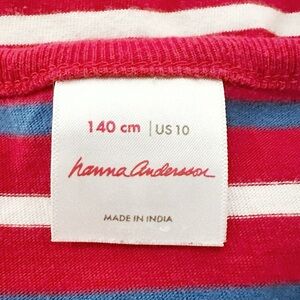 140 cm | US 10
hanna Andersson
MADE IN INDIA